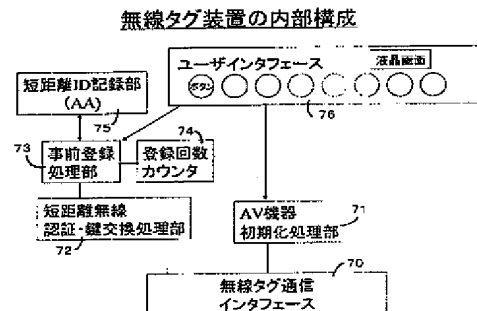 無線タグ装置の内部構成
ユーザインタフェース
液晶画面
ボタン
76
短距離ID記録部
(AA)
75
73
事前登録
処理部
74
登録回数
カウンタ
短距離無線
認証・鍵交換処理部
72
AV機器
初期化処理部
71
70
無線タグ通信
インタフェース